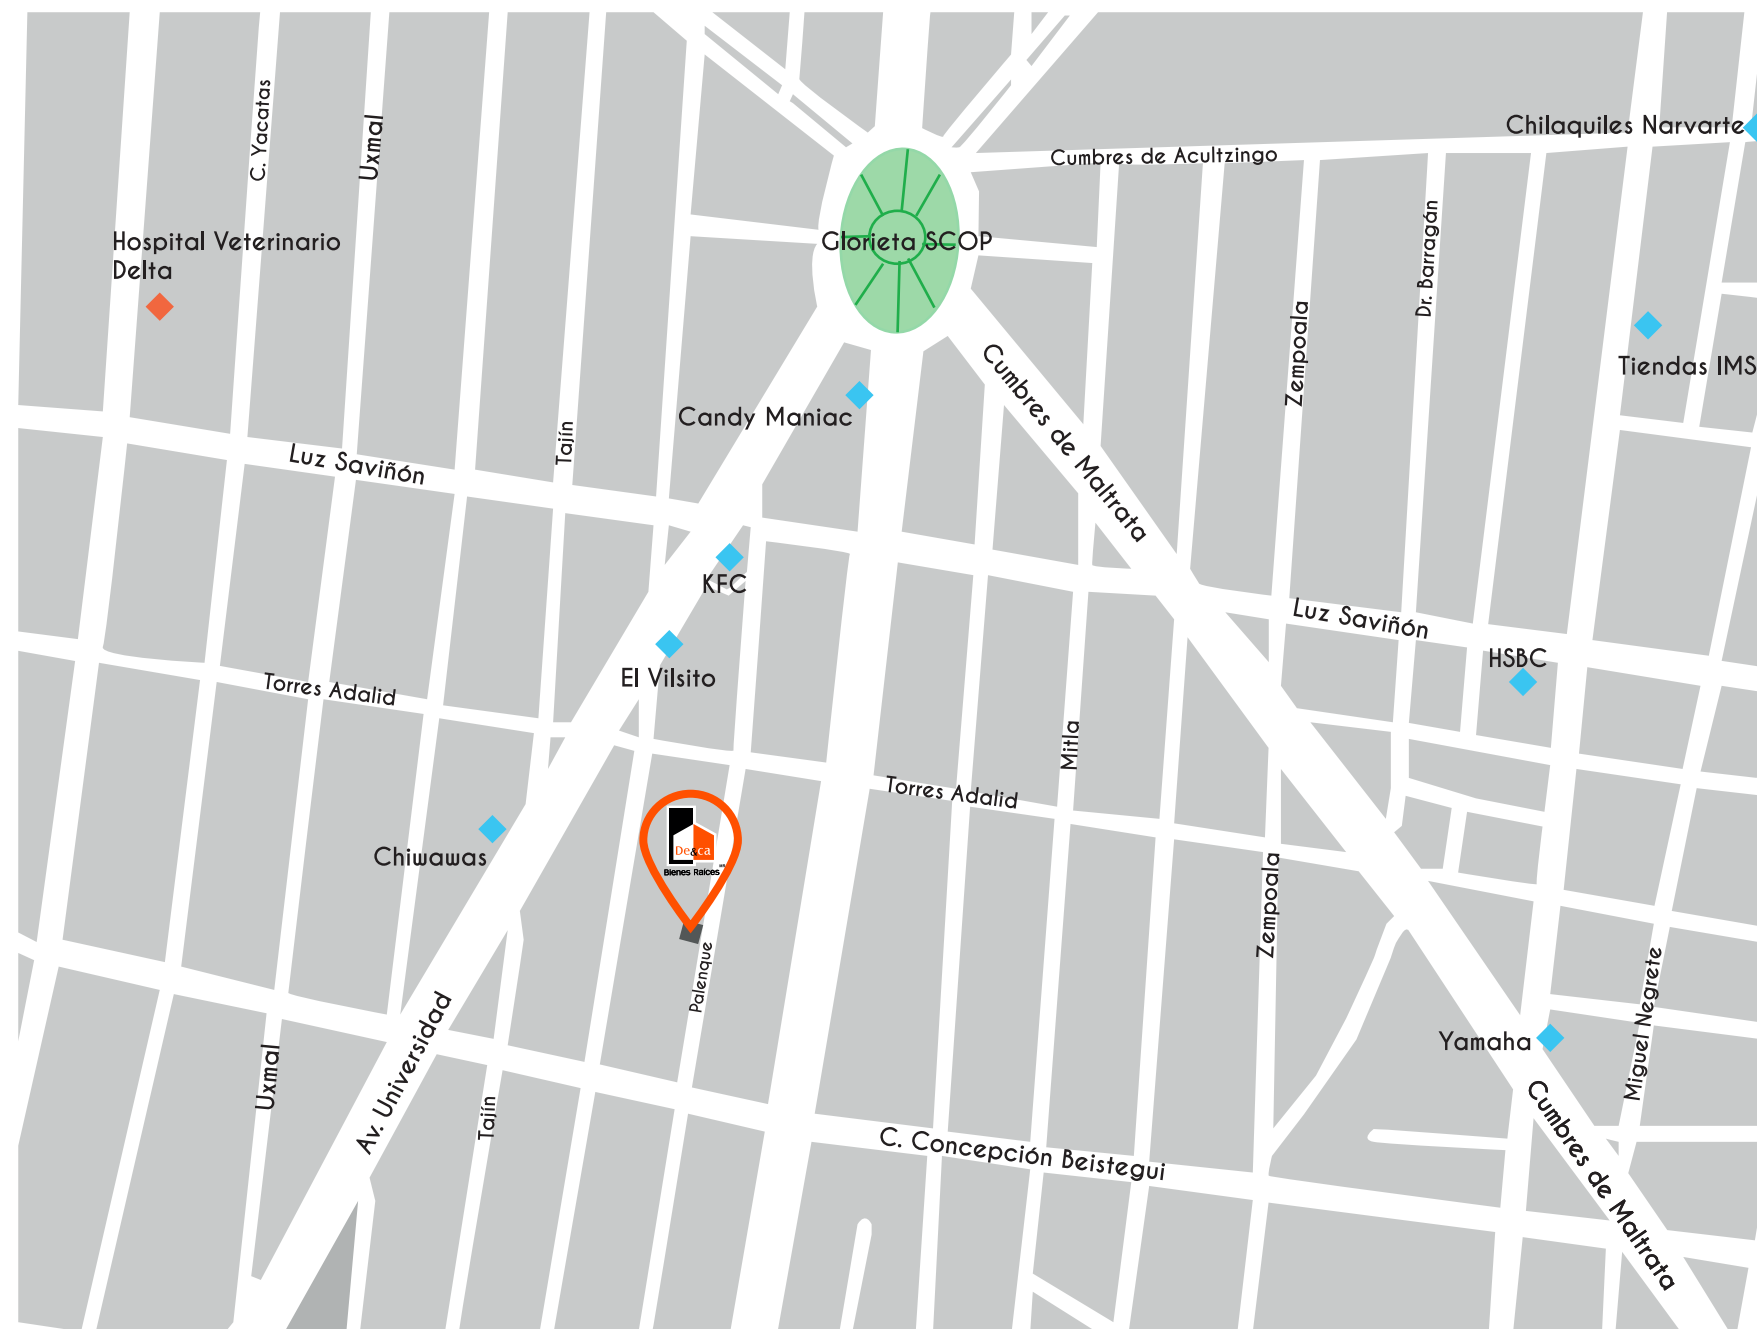 C. Yacatas
Uxmal
Chilaquiles Narvarte
Cumbres de Acultzingo
Hospital Veterinario
Delta
Glorieta SCOP
Dr. Barragán
Zempoala
Tiendas IMS
Cumbres de Maltrata
Candy Maniac
Tajín
Luz Saviñón
KFC
Luz Saviñón
El Vilsito
HSBC
Torres Adalid
Mitla
Torres Adalid
De&ca
Bienes Raíces
Chiwawas
Zempoala
Palenque
Miguel Negrete
Av. Universidad
Yamaha
Uxmal
Tajín
C. Concepción Beistegui
Cumbres de Maltrata